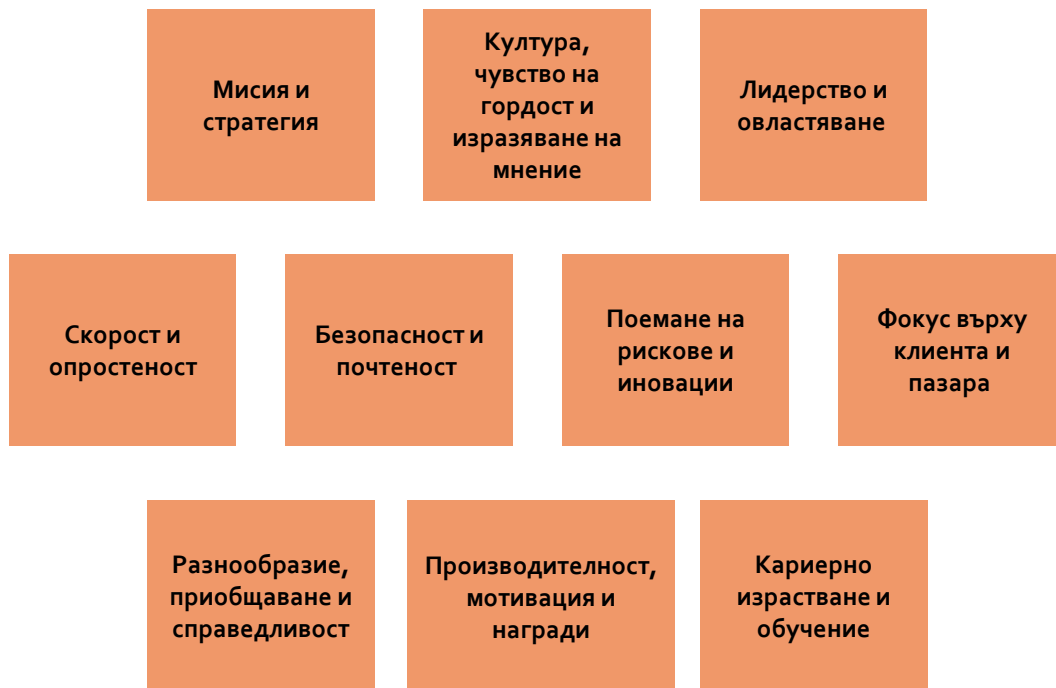 Мисия и
стратегия
Култура,
чувство на
гордост и
изразяване на
мнение
Лидерство и
овластяване
Скорост и
опростеност
Безопасност и
почтеност
Поемане на
рискове и
иновации
Фокус върху
клиента и
пазара
Разнообразие,
приобщаване и
справедливост
Производителност,
мотивация и
награди
Кариерно
израстване и
обучение